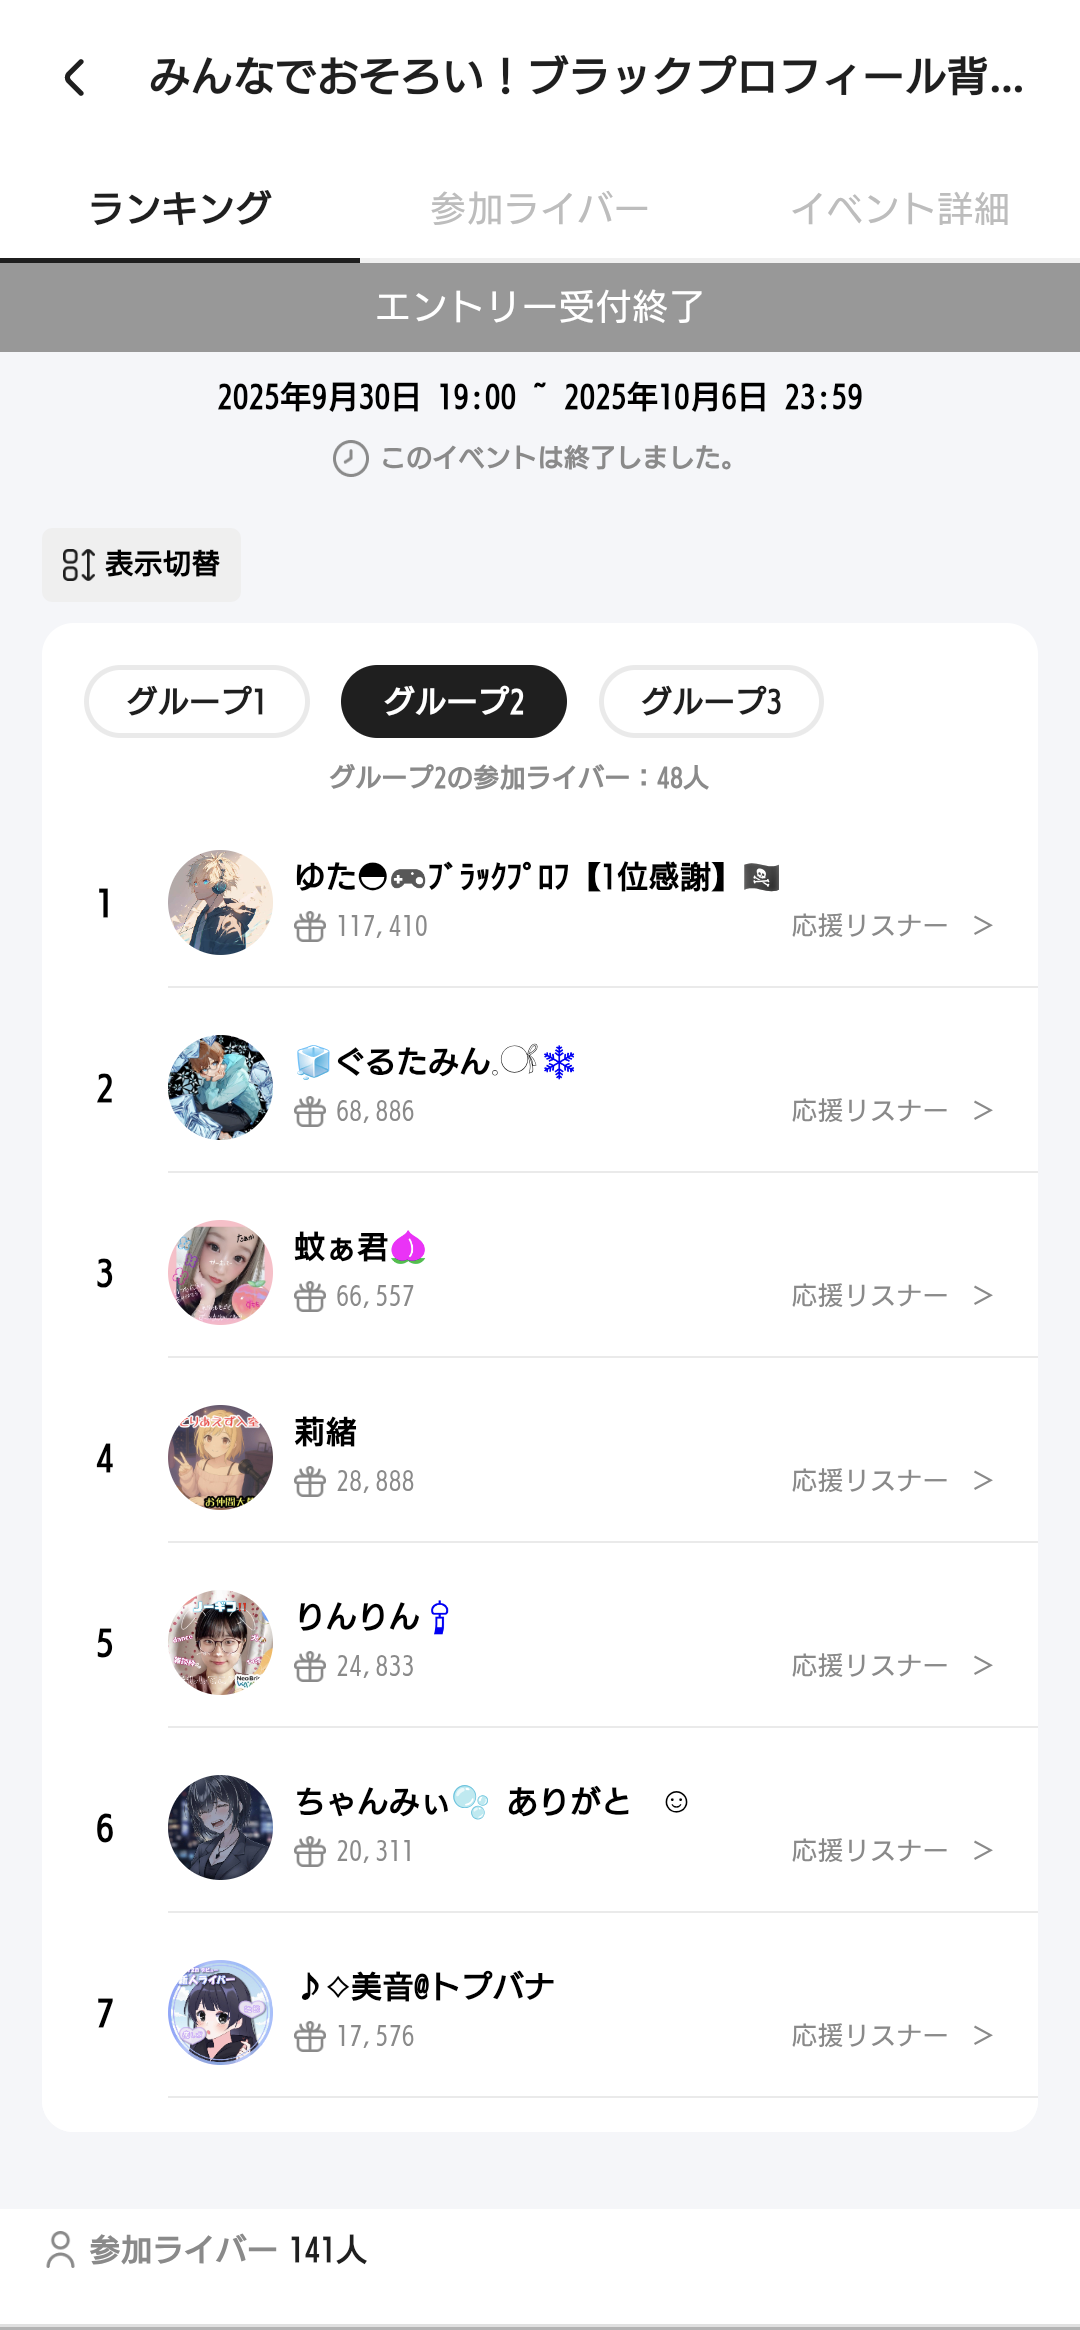 みんなでおそろい！ブラックプロフィール背...
ランキング 参加ライバー イベント詳細
エントリー受付終了
2025年9月30日 19:00 ~ 2025年10月6日 23:59
このイベントは終了しました。
表示切替
グループ1 グループ2 グループ3
グループ2の参加ライバー：48人
1
ゆた◓🎮ﾌﾞﾗｯｸﾌﾟﾛﾌ【1位感謝】🏴‍☠️
117,410 応援リスナー >
2
🧊ぐるたみん
68,886 応援リスナー >
3
蚊ぁ君
66,557 応援リスナー >
4
とりあえず入室
莉緒
28,888 応援リスナー >
5
りんりん
24,833 応援リスナー >
6
ちゃんみぃ🫧 ありがと ☺
20,311 応援リスナー >
7
♪✧美音@トプバナ
17,576 応援リスナー >
参加ライバー 141人